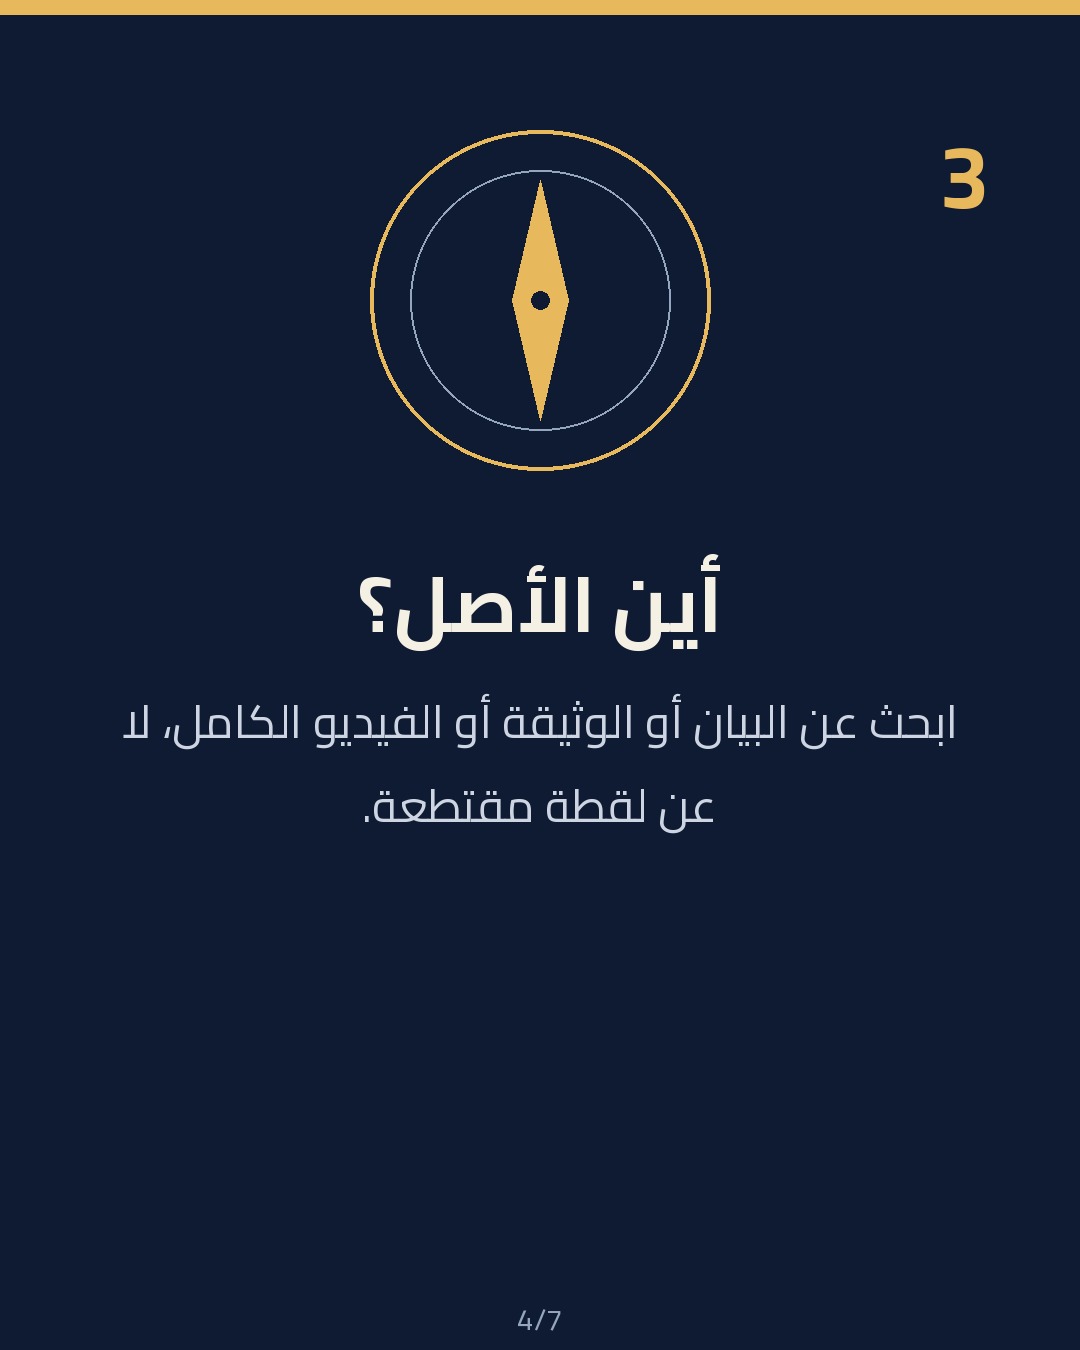 3
أين الأصل؟
ابحث عن البيان أو الوثيقة أو الفيديو الكامل، لا
عن لقطة مقتطعة.
4/7